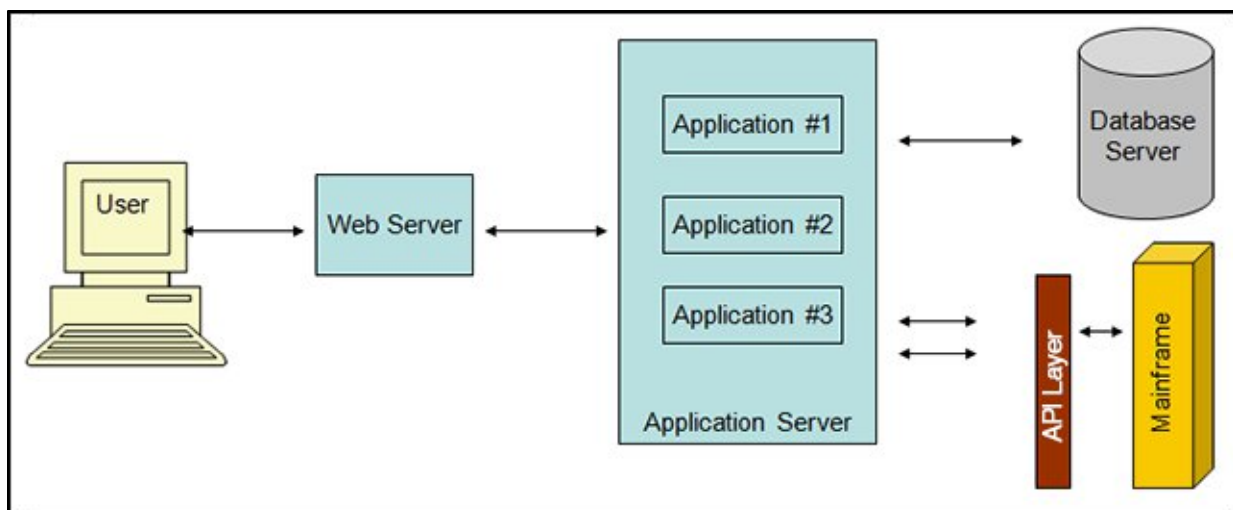 User
Web Server
Application #1
Application #2
Application #3
Application Server
Database
Server
API Layer
Mainframe